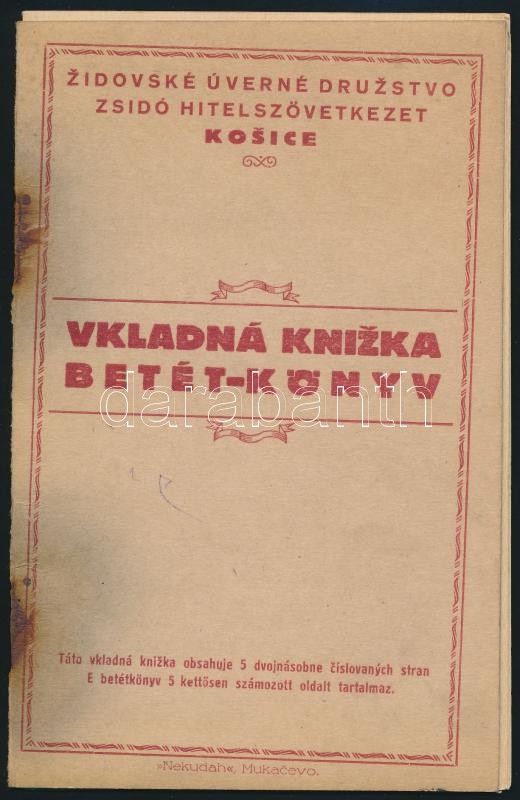 ŽIDOVSKÉ ÚVERNÉ DRUŽSTVO
ZSIDÓ HITELSZÖVETKEZET
KOŠICE
VKLADNÁ KNIŽKA
BETÉT-KÖNYV
darabanth
Táto vkladná knižka obsahuje 5 dvojnásobne číslovaných stran
E betétkönyv 5 kettősen számozott oldalt tartalmaz.
»Nekudah«, Mukačevo.